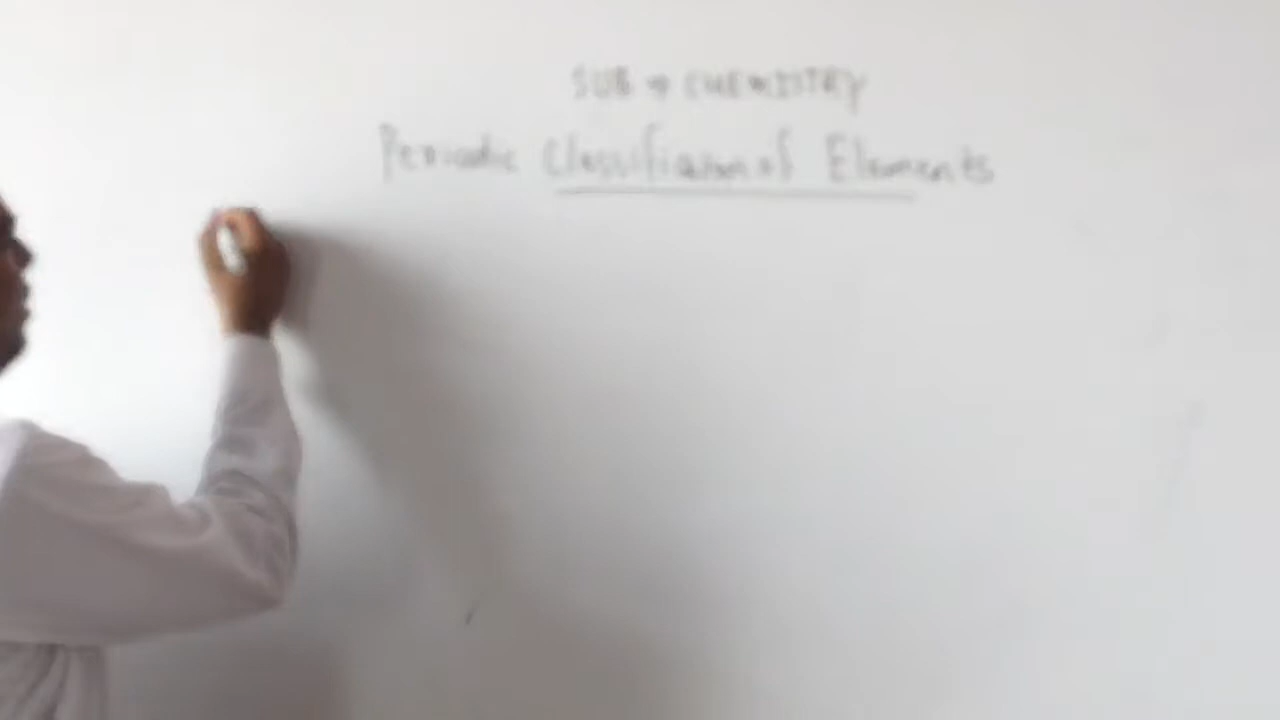 SUB → CHEMISTRY
Periodic Classification of Elements